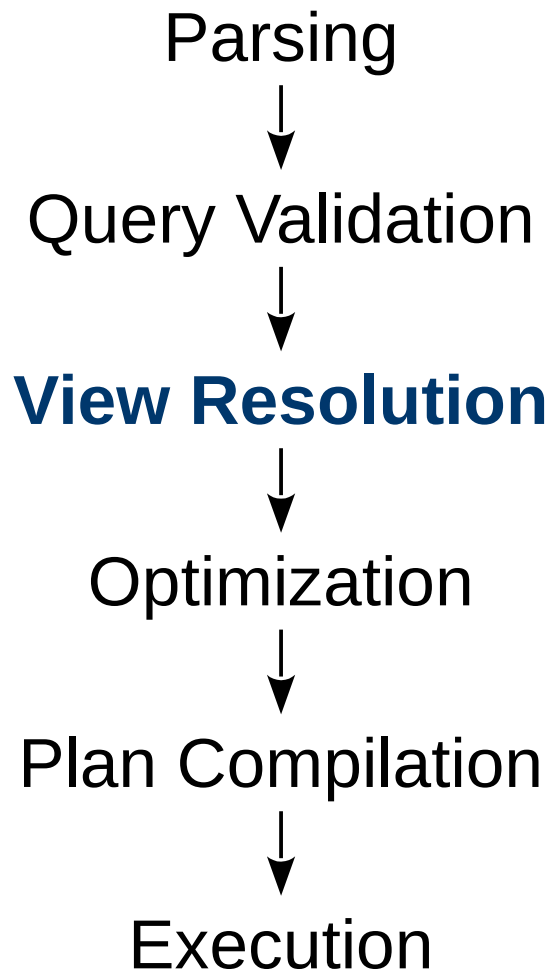 Parsing
Query Validation
View Resolution
Optimization
Plan Compilation
Execution